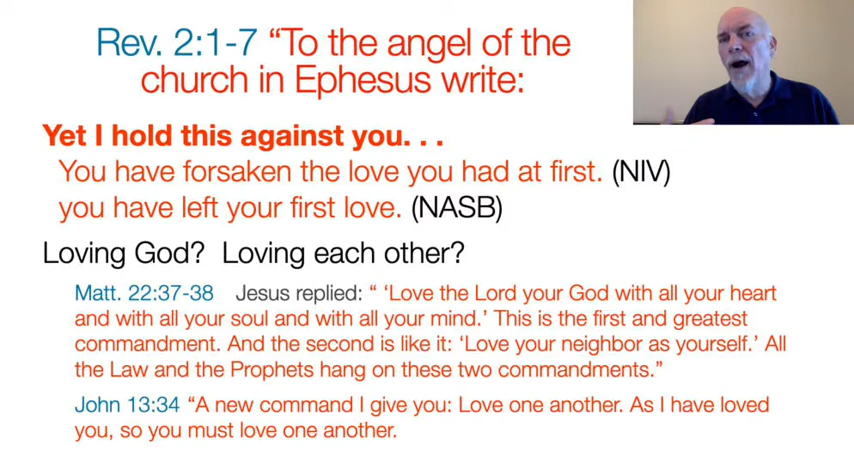 Rev. 2:1-7 “To the angel of the
church in Ephesus write:
Yet I hold this against you. . .
You have forsaken the love you had at first. (NIV)
you have left your first love. (NASB)
Loving God? Loving each other?
Matt. 22:37-38 Jesus replied: “ ‘Love the Lord your God with all your heart
and with all your soul and with all your mind.’ This is the first and greatest
commandment. And the second is like it: ‘Love your neighbor as yourself.’ All
the Law and the Prophets hang on these two commandments.”
John 13:34 “A new command I give you: Love one another. As I have loved
you, so you must love one another.